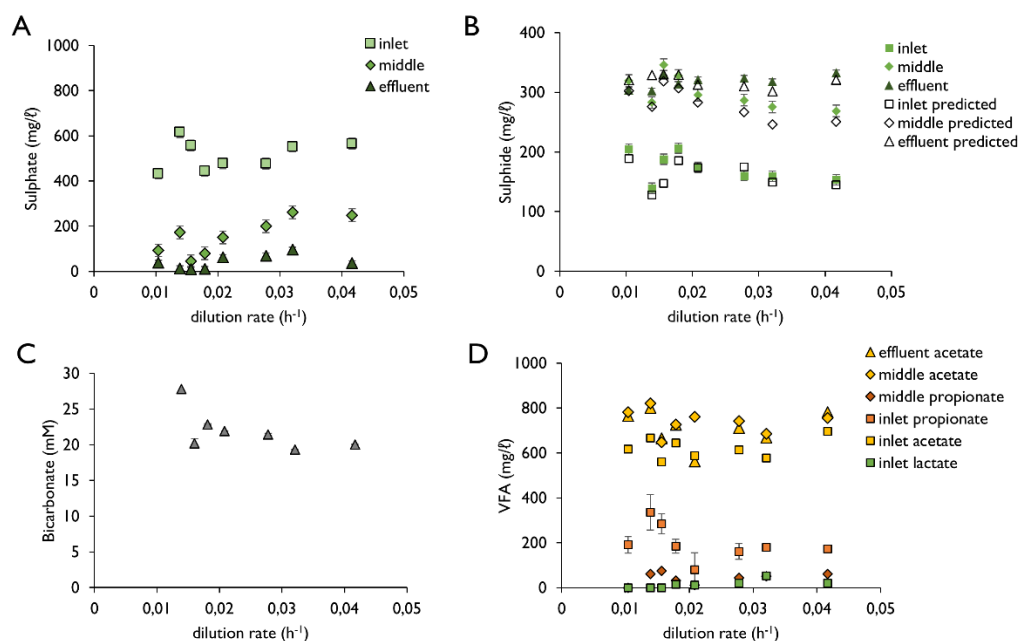 A
Sulphate (mg/ℓ)
1000
800
600
400
200
0
0
0,01
0,02
0,03
0,04
0,05
dilution rate (h-1)
inlet
middle
effluent
B
Sulphide (mg/ℓ)
400
300
200
100
0
0
0,01
0,02
0,03
0,04
0,05
dilution rate (h-1)
inlet
middle
effluent
inlet predicted
middle predicted
effluent predicted
C
Bicarbonate (mM)
30
25
20
15
10
5
0
0
0,01
0,02
0,03
0,04
0,05
dilution rate (h-1)
D
VFA (mg/ℓ)
1000
800
600
400
200
0
0
0,01
0,02
0,03
0,04
0,05
dilution rate (h-1)
effluent acetate
middle acetate
middle propionate
inlet propionate
inlet acetate
inlet lactate